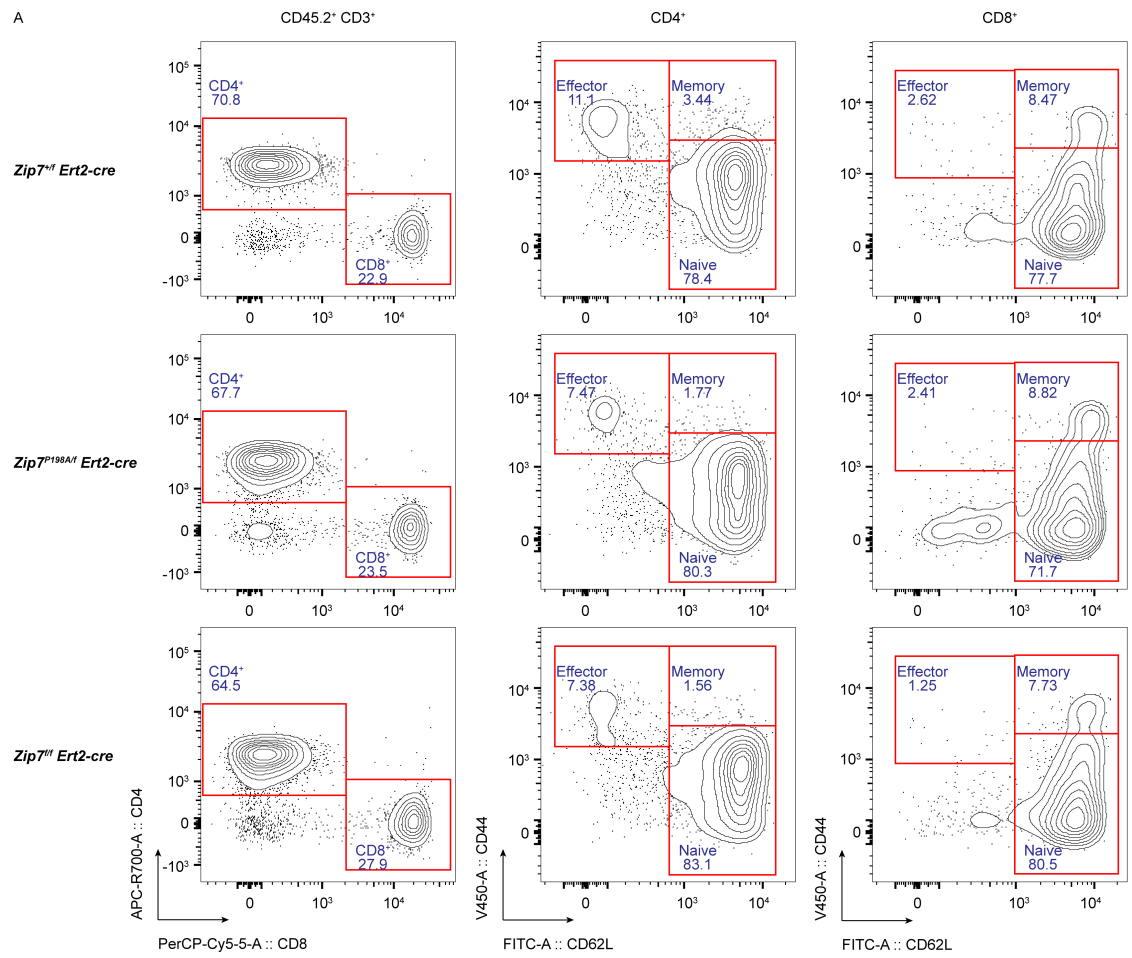 A
CD45.2⁺ CD3⁺
CD4⁺
CD8⁺
Zip7⁺/ᶠ Ert2-cre
10⁵
10⁴
10³
0
-10³
CD4⁺
70.8
CD8⁺
22.9
0
10³
10⁴
10⁴
10³
0
Effector
11.1
Memory
3.44
Naive
78.4
0
10³
10⁴
10⁴
10³
0
Effector
2.62
Memory
8.47
Naive
77.7
0
10³
10⁴
Zip7ᴾ¹⁹⁸ᴬ/ᶠ Ert2-cre
10⁵
10⁴
10³
0
-10³
CD4⁺
67.7
CD8⁺
23.5
0
10³
10⁴
10⁴
10³
0
Effector
7.47
Memory
1.77
Naive
80.3
0
10³
10⁴
10⁴
10³
0
Effector
2.41
Memory
8.82
Naive
71.7
0
10³
10⁴
Zip7ᶠ/ᶠ Ert2-cre
10⁵
10⁴
10³
0
-10³
CD4⁺
64.5
CD8⁺
27.9
0
10³
10⁴
APC-R700-A :: CD4
PerCP-Cy5-5-A :: CD8
10⁴
10³
0
Effector
7.38
Memory
1.56
Naive
83.1
0
10³
10⁴
V450-A :: CD44
FITC-A :: CD62L
10⁴
10³
0
Effector
1.25
Memory
7.73
Naive
80.5
0
10³
10⁴
V450-A :: CD44
FITC-A :: CD62L